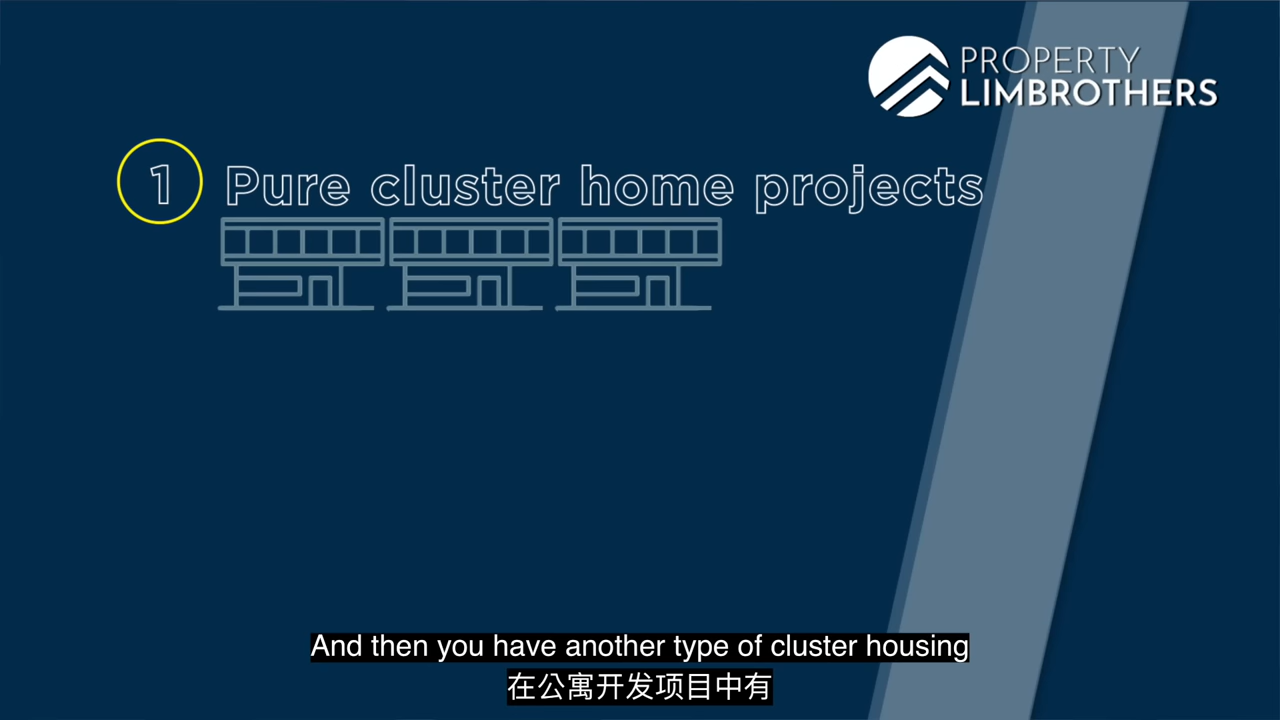 PROPERTY
LIMBROTHERS
1 Pure cluster home projects
And then you have another type of cluster housing
在公寓开发项目中有